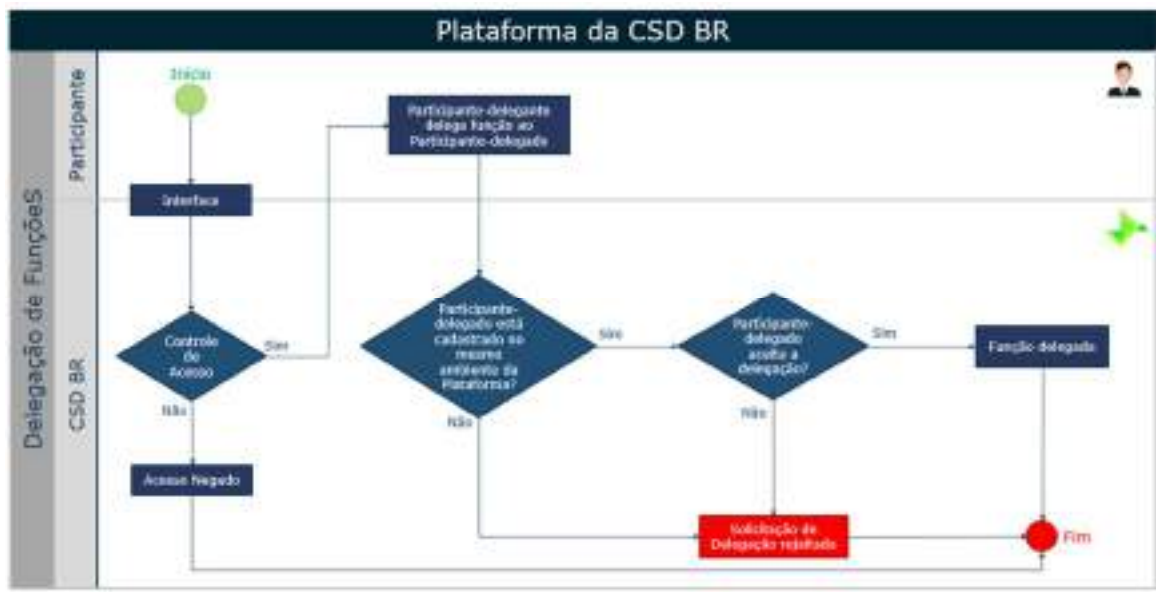 Plataforma da CSD BR
Delegação de FunçõeS
Participante
CSD BR
Início
Participante-delegante
delega função ao
Participante-delegado
Interface
Controle
de
Acesso
Sim
Não
Participante-
delegado está
cadastrado no
mesmo
ambiente da
Plataforma?
Sim
Não
Participante-
delegado
aceita a
delegação?
Sim
Não
Função delegada
Acesso Negado
Solicitação de
Delegação rejeitada
Fim